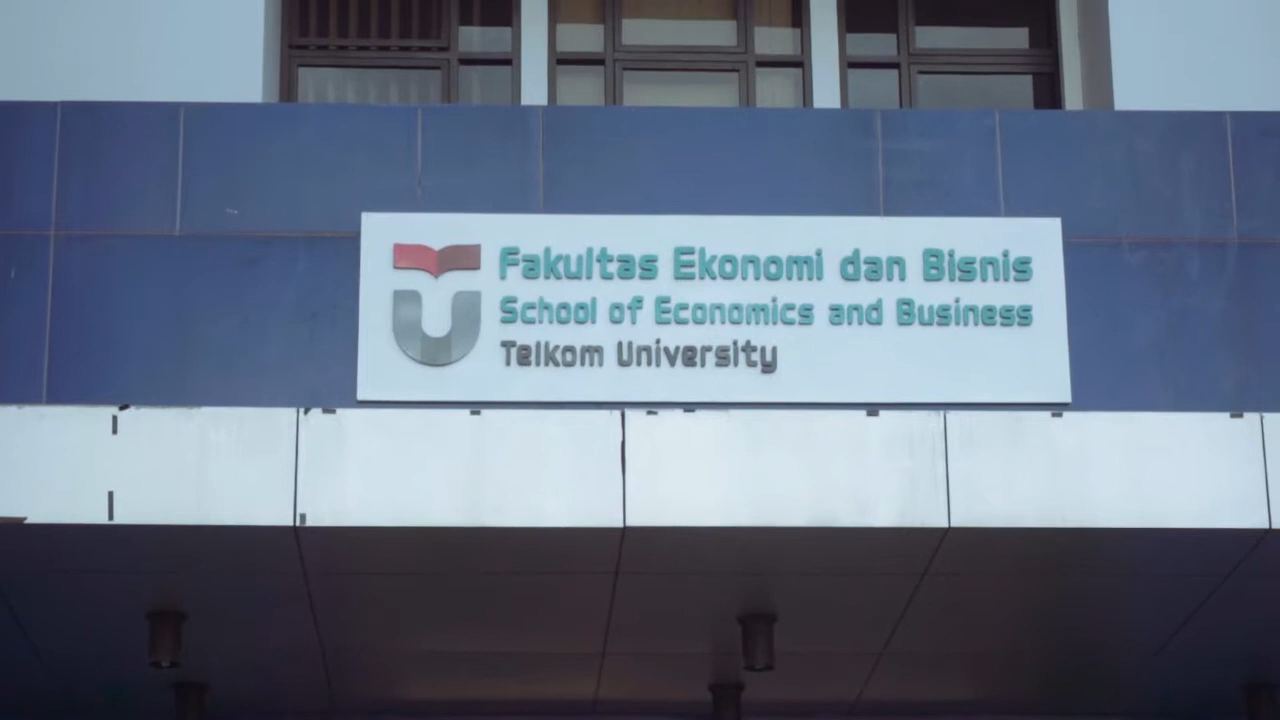 Fakultas Ekonomi dan Bisnis
School of Economics and Business
Telkom University